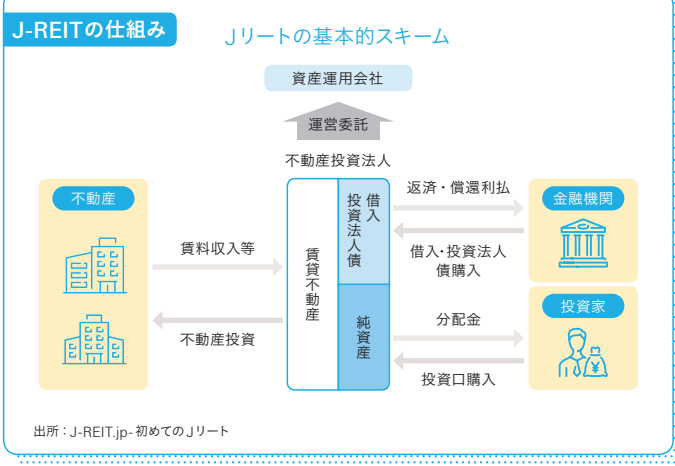 J-REITの仕組み
Jリートの基本的スキーム
資産運用会社
運営委託
不動産投資法人
不動産
賃料収入等
不動産投資
賃貸不動産
借入
投資法人債
純資産
返済・償還利払
借入・投資法人
債購入
金融機関
分配金
投資口購入
投資家
¥
出所：J-REIT.jp-初めてのJリート